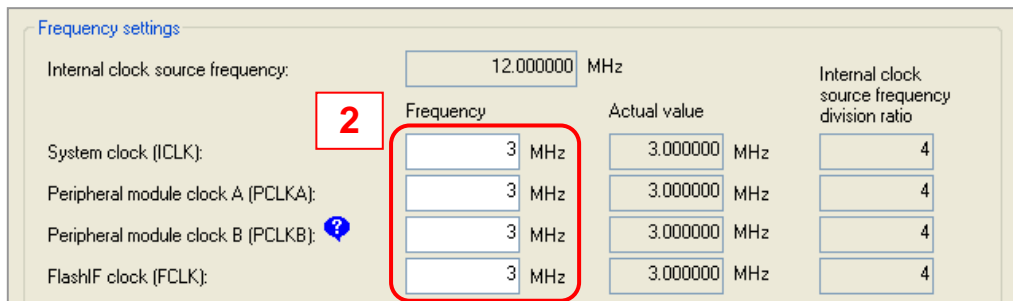 Frequency settings
Internal clock source frequency: 12.000000 MHz
Internal clock
source frequency
division ratio
2 Frequency Actual value
System clock (ICLK): 3 MHz 3.000000 MHz 4
Peripheral module clock A (PCLKA): 3 MHz 3.000000 MHz 4
Peripheral module clock B (PCLKB): ? 3 MHz 3.000000 MHz 4
FlashIF clock (FCLK): 3 MHz 3.000000 MHz 4